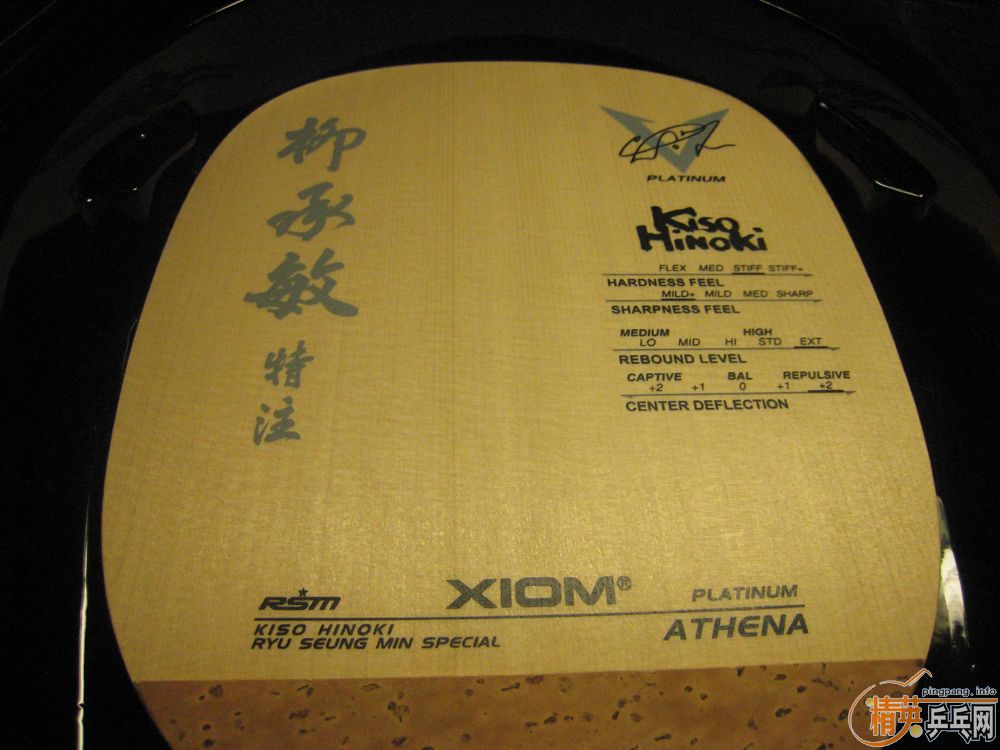 柳
承
敏
特
注
PLATINUM
Kiso
Hinoki
FLEX MED STIFF STIFF+
HARDNESS FEEL
MILD+ MILD MED SHARP
SHARPNESS FEEL
MEDIUM HIGH
LO MID HI STD EXT
REBOUND LEVEL
CAPTIVE BAL REPULSIVE
+2 +1 0 +1 +2
CENTER DEFLECTION
RSM XIOM® PLATINUM
KISO HINOKI
RYU SEUNG MIN SPECIAL
ATHENA
pingpang.info
精英乒乓网